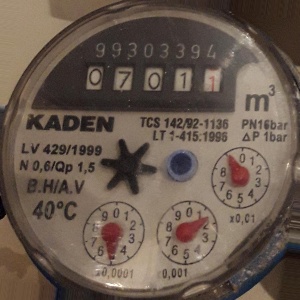 99303394
07011
m³
KADEN
TCS 142/92-1136 PN16bar
LV 429/1999 LT 1-415:1996 ΔP 1bar
N 0,6/Qp 1,5
B.H/A.V
40°C
x0,01
x0,0001 x0,001